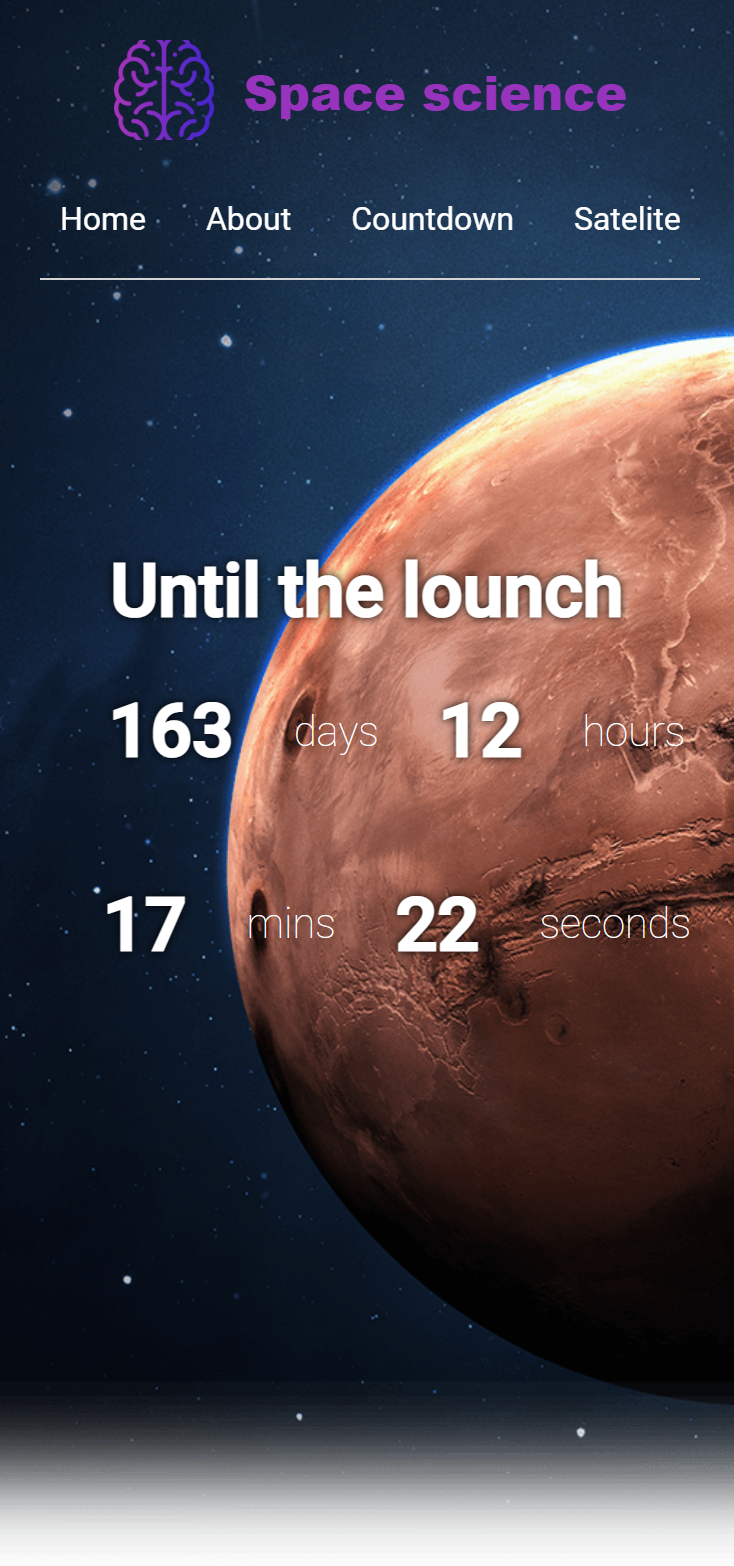 Space science
Home About Countdown Satelite
Until the lounch
163 days 12 hours
17 mins 22 seconds